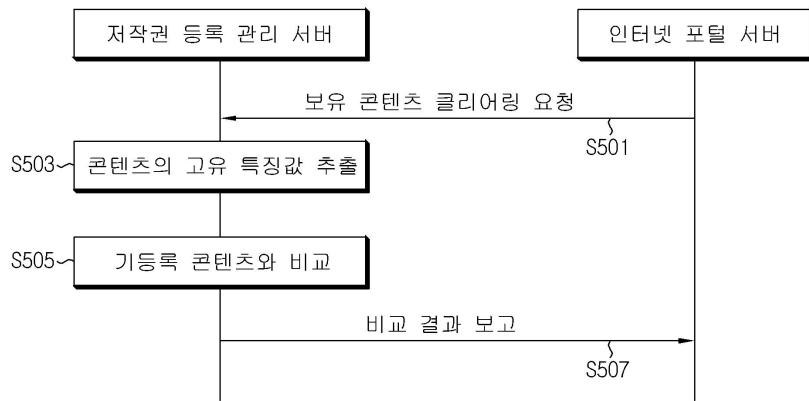 저작권 등록 관리 서버
인터넷 포털 서버
보유 콘텐츠 클리어링 요청
S501
S503
콘텐츠의 고유 특징값 추출
S505
기등록 콘텐츠와 비교
비교 결과 보고
S507